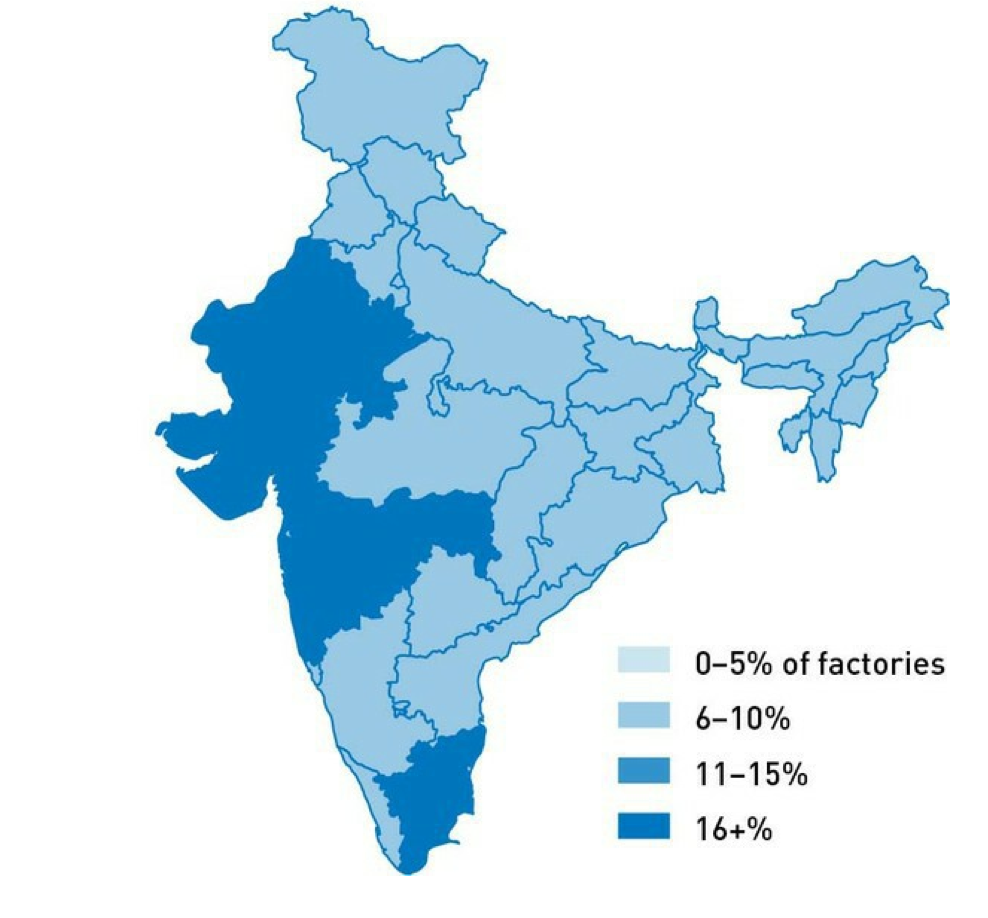 0–5% of factories
6–10%
11–15%
16+%